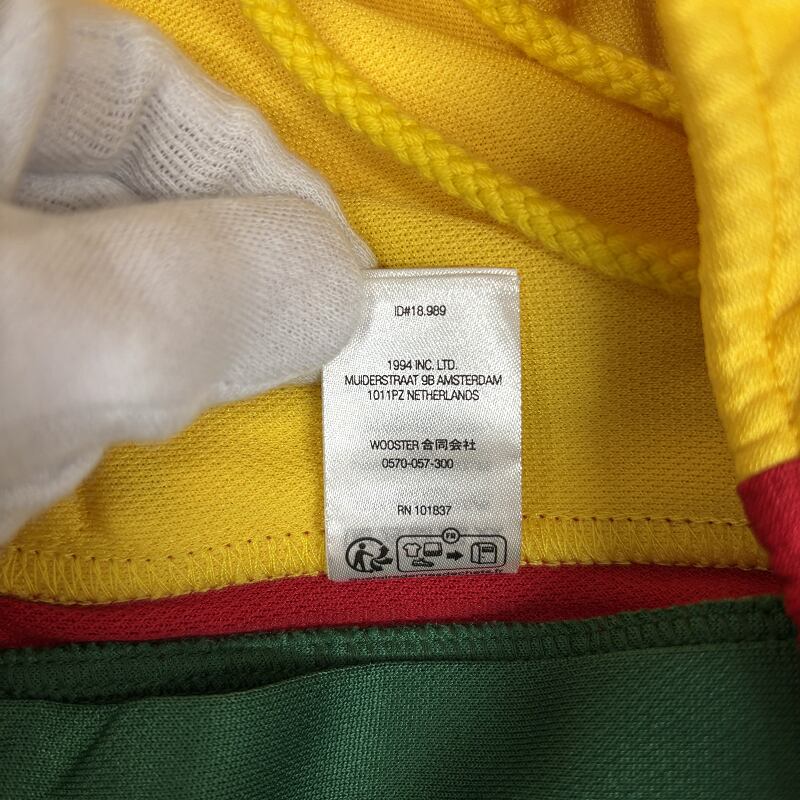 ID#18.989
1994 INC. LTD.
MUIDERSTRAAT 9B AMSTERDAM
1011PZ NETHERLANDS
WOOSTER 合同会社
0570-057-300
RN 101837
FR